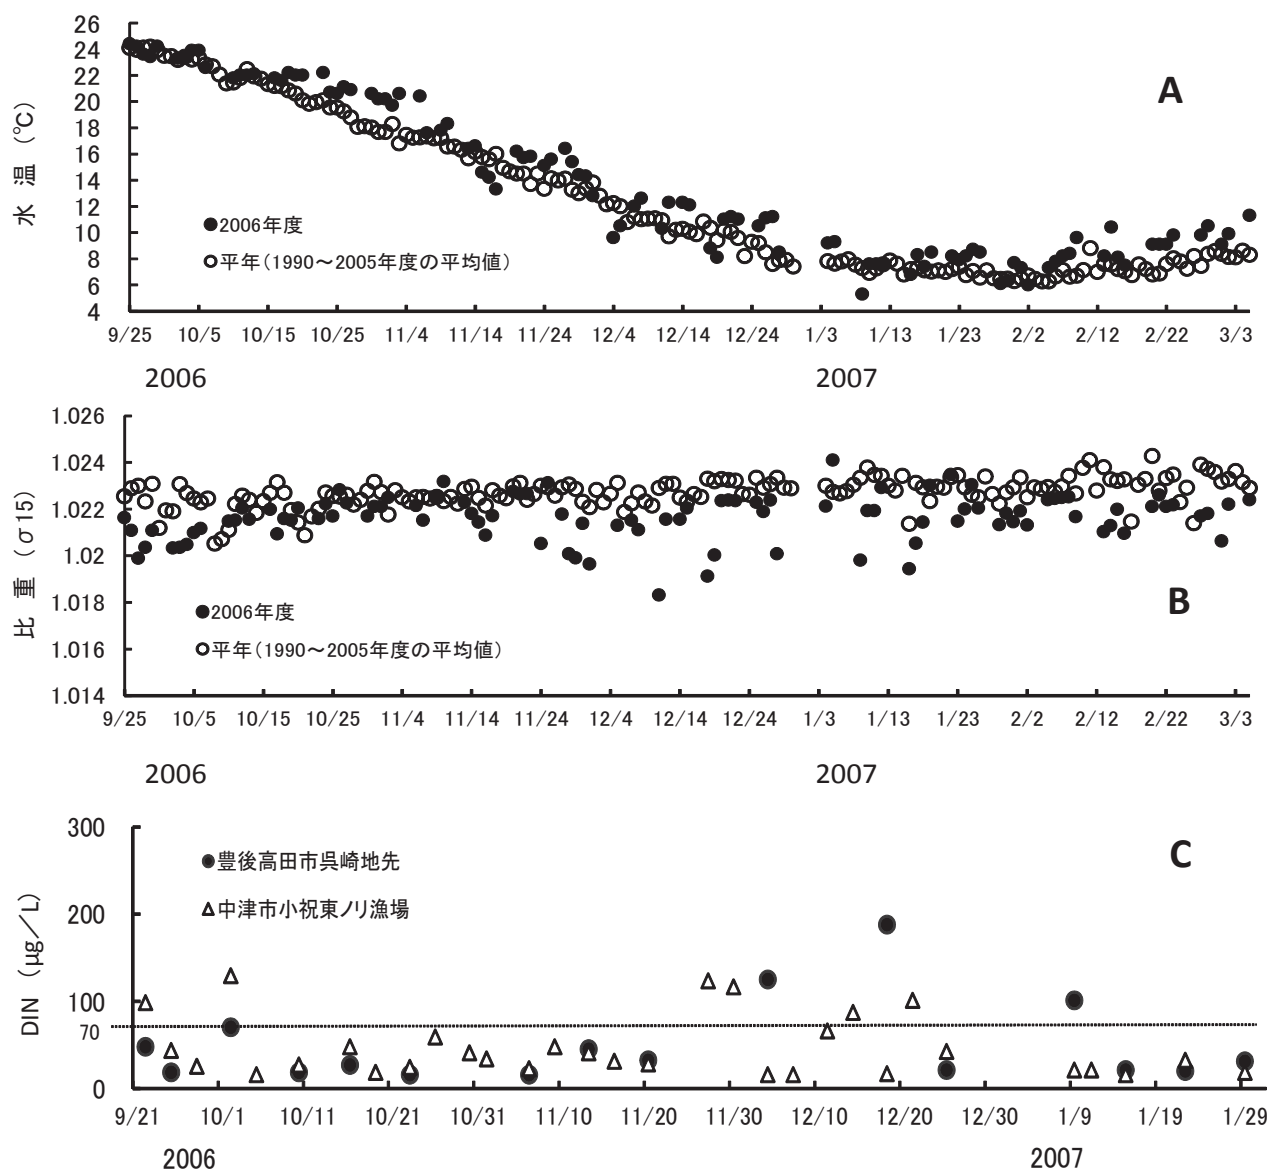 26
24
22
20
18
16
14
12
10
8
6
4
水 温 (℃)
A
●2006年度
○平年(1990~2005年度の平均値)
9/25 10/5 10/15 10/25 11/4 11/14 11/24 12/4 12/14 12/24 1/3 1/13 1/23 2/2 2/12 2/22 3/3
2006 2007
1.026
1.024
1.022
1.02
1.018
1.016
1.014
比 重 (σ15)
B
●2006年度
○平年(1990~2005年度の平均値)
9/25 10/5 10/15 10/25 11/4 11/14 11/24 12/4 12/14 12/24 1/3 1/13 1/23 2/2 2/12 2/22 3/3
2006 2007
300
200
100
70
0
DIN (μg/L)
C
●豊後高田市呉崎地先
△中津市小祝東ノリ漁場
9/21 10/1 10/11 10/21 10/31 11/10 11/20 11/30 12/10 12/20 12/30 1/9 1/19 1/29
2006 2007